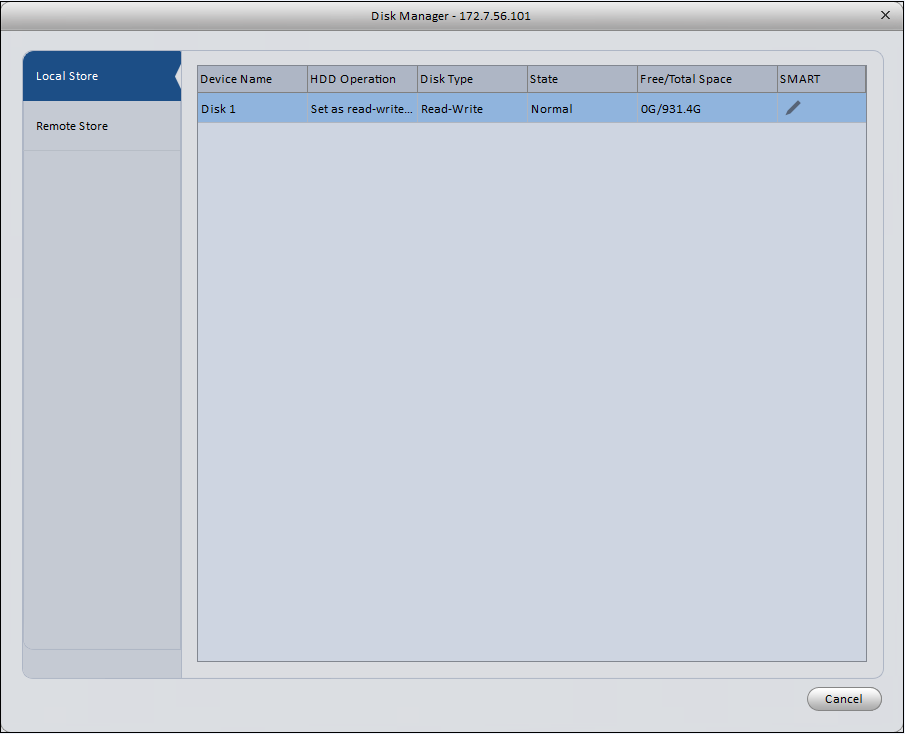 Disk Manager - 172.7.56.101
Local Store
Remote Store
Device Name HDD Operation Disk Type State Free/Total Space SMART
Disk 1 Set as read-write... Read-Write Normal 0G/931.4G
Cancel